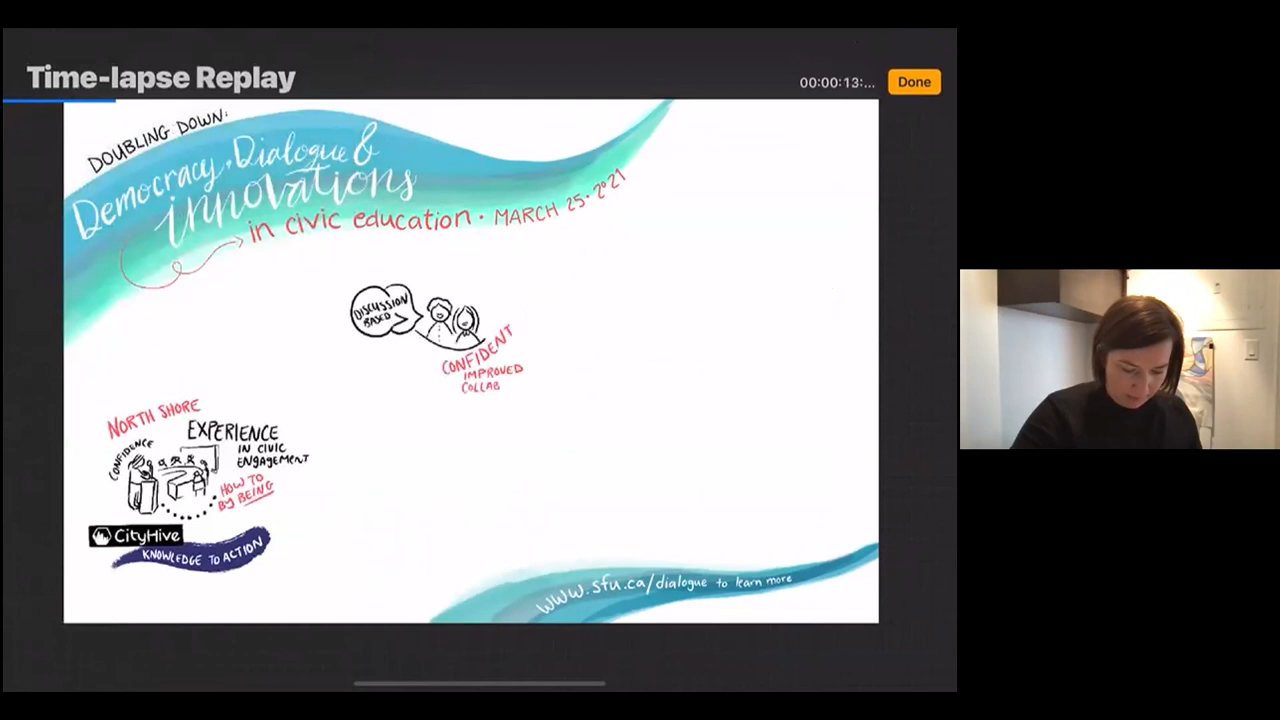 Time-lapse Replay
00:00:13:...
Done
DOUBLING DOWN:
Democracy, Dialogue &
innovations
in civic education · MARCH 25·2021
DISCUSSION
BASED
CONFIDENT
IMPROVED
COLLAB
NORTH SHORE
CONFIDENCE
EXPERIENCE
IN CIVIC
ENGAGEMENT
HOW TO
BY BEING
CityHive
KNOWLEDGE TO ACTION
www.sfu.ca/dialogue to learn more